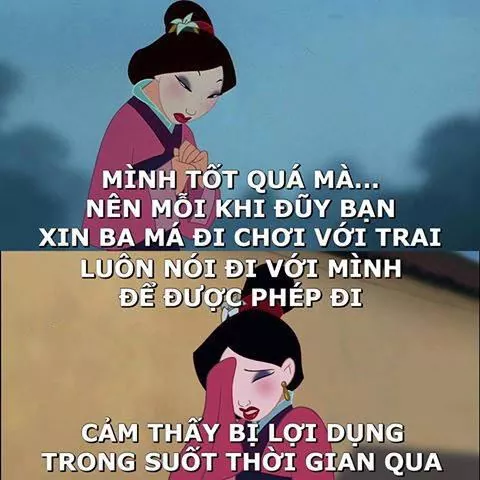 MÌNH TỐT QUÁ MÀ...
NÊN MỖI KHI ĐŨY BẠN
XIN BA MÁ ĐI CHƠI VỚI TRAI
LUÔN NÓI ĐI VỚI MÌNH
ĐỂ ĐƯỢC PHÉP ĐI
CẢM THẤY BỊ LỢI DỤNG
TRONG SUỐT THỜI GIAN QUA